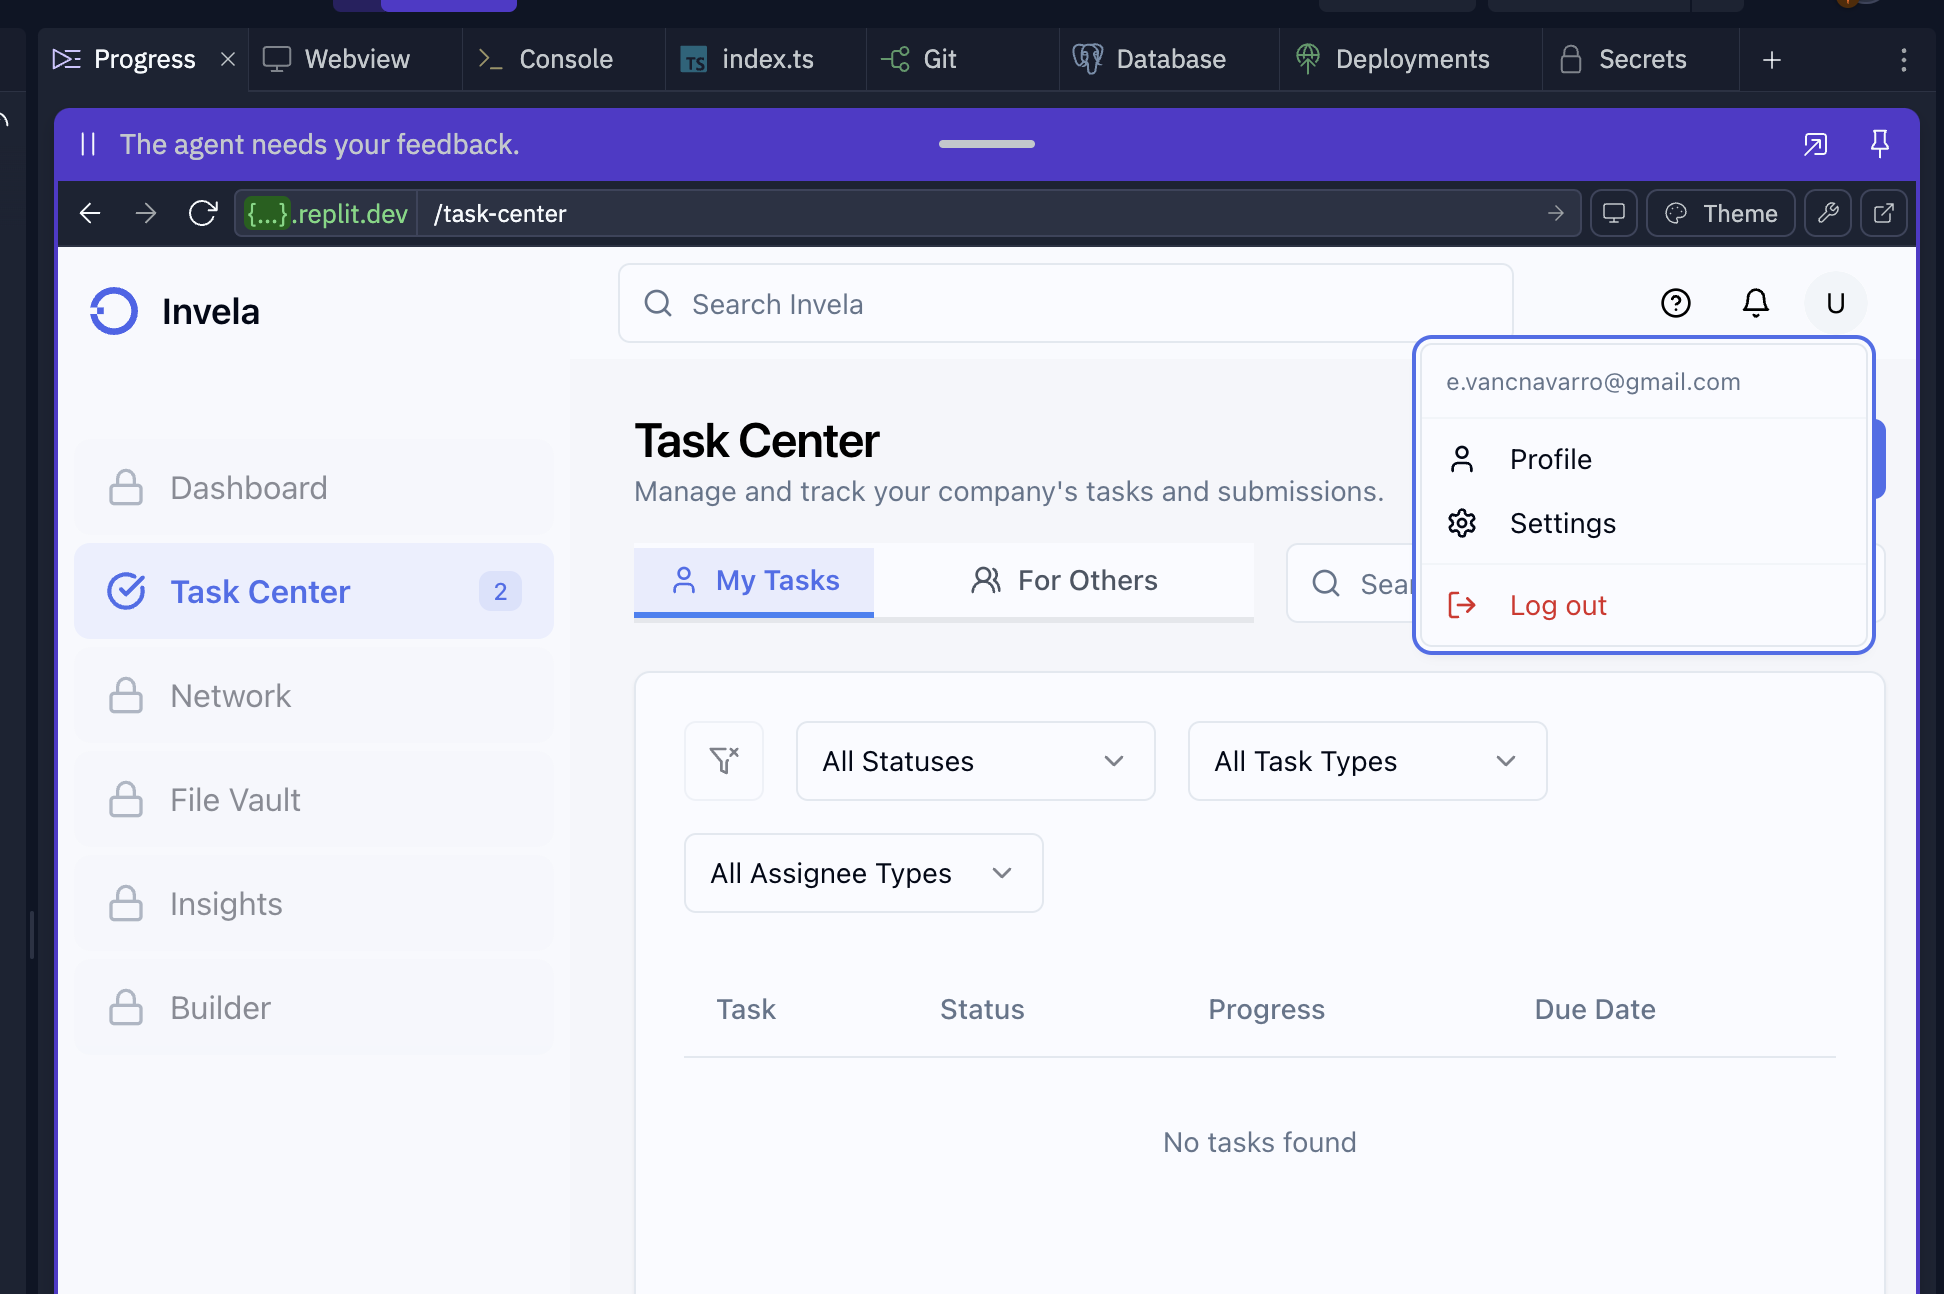 Progress
Webview
Console
TS index.ts
Git
Database
Deployments
Secrets
The agent needs your feedback.
{...}.replit.dev /task-center
Theme
Invela
Search Invela
U
e.vancnavarro@gmail.com
Profile
Settings
Log out
Dashboard
Task Center 2
Network
File Vault
Insights
Builder
Task Center
Manage and track your company's tasks and submissions.
My Tasks
For Others
Sear
All Statuses
All Task Types
All Assignee Types
Task Status Progress Due Date
No tasks found